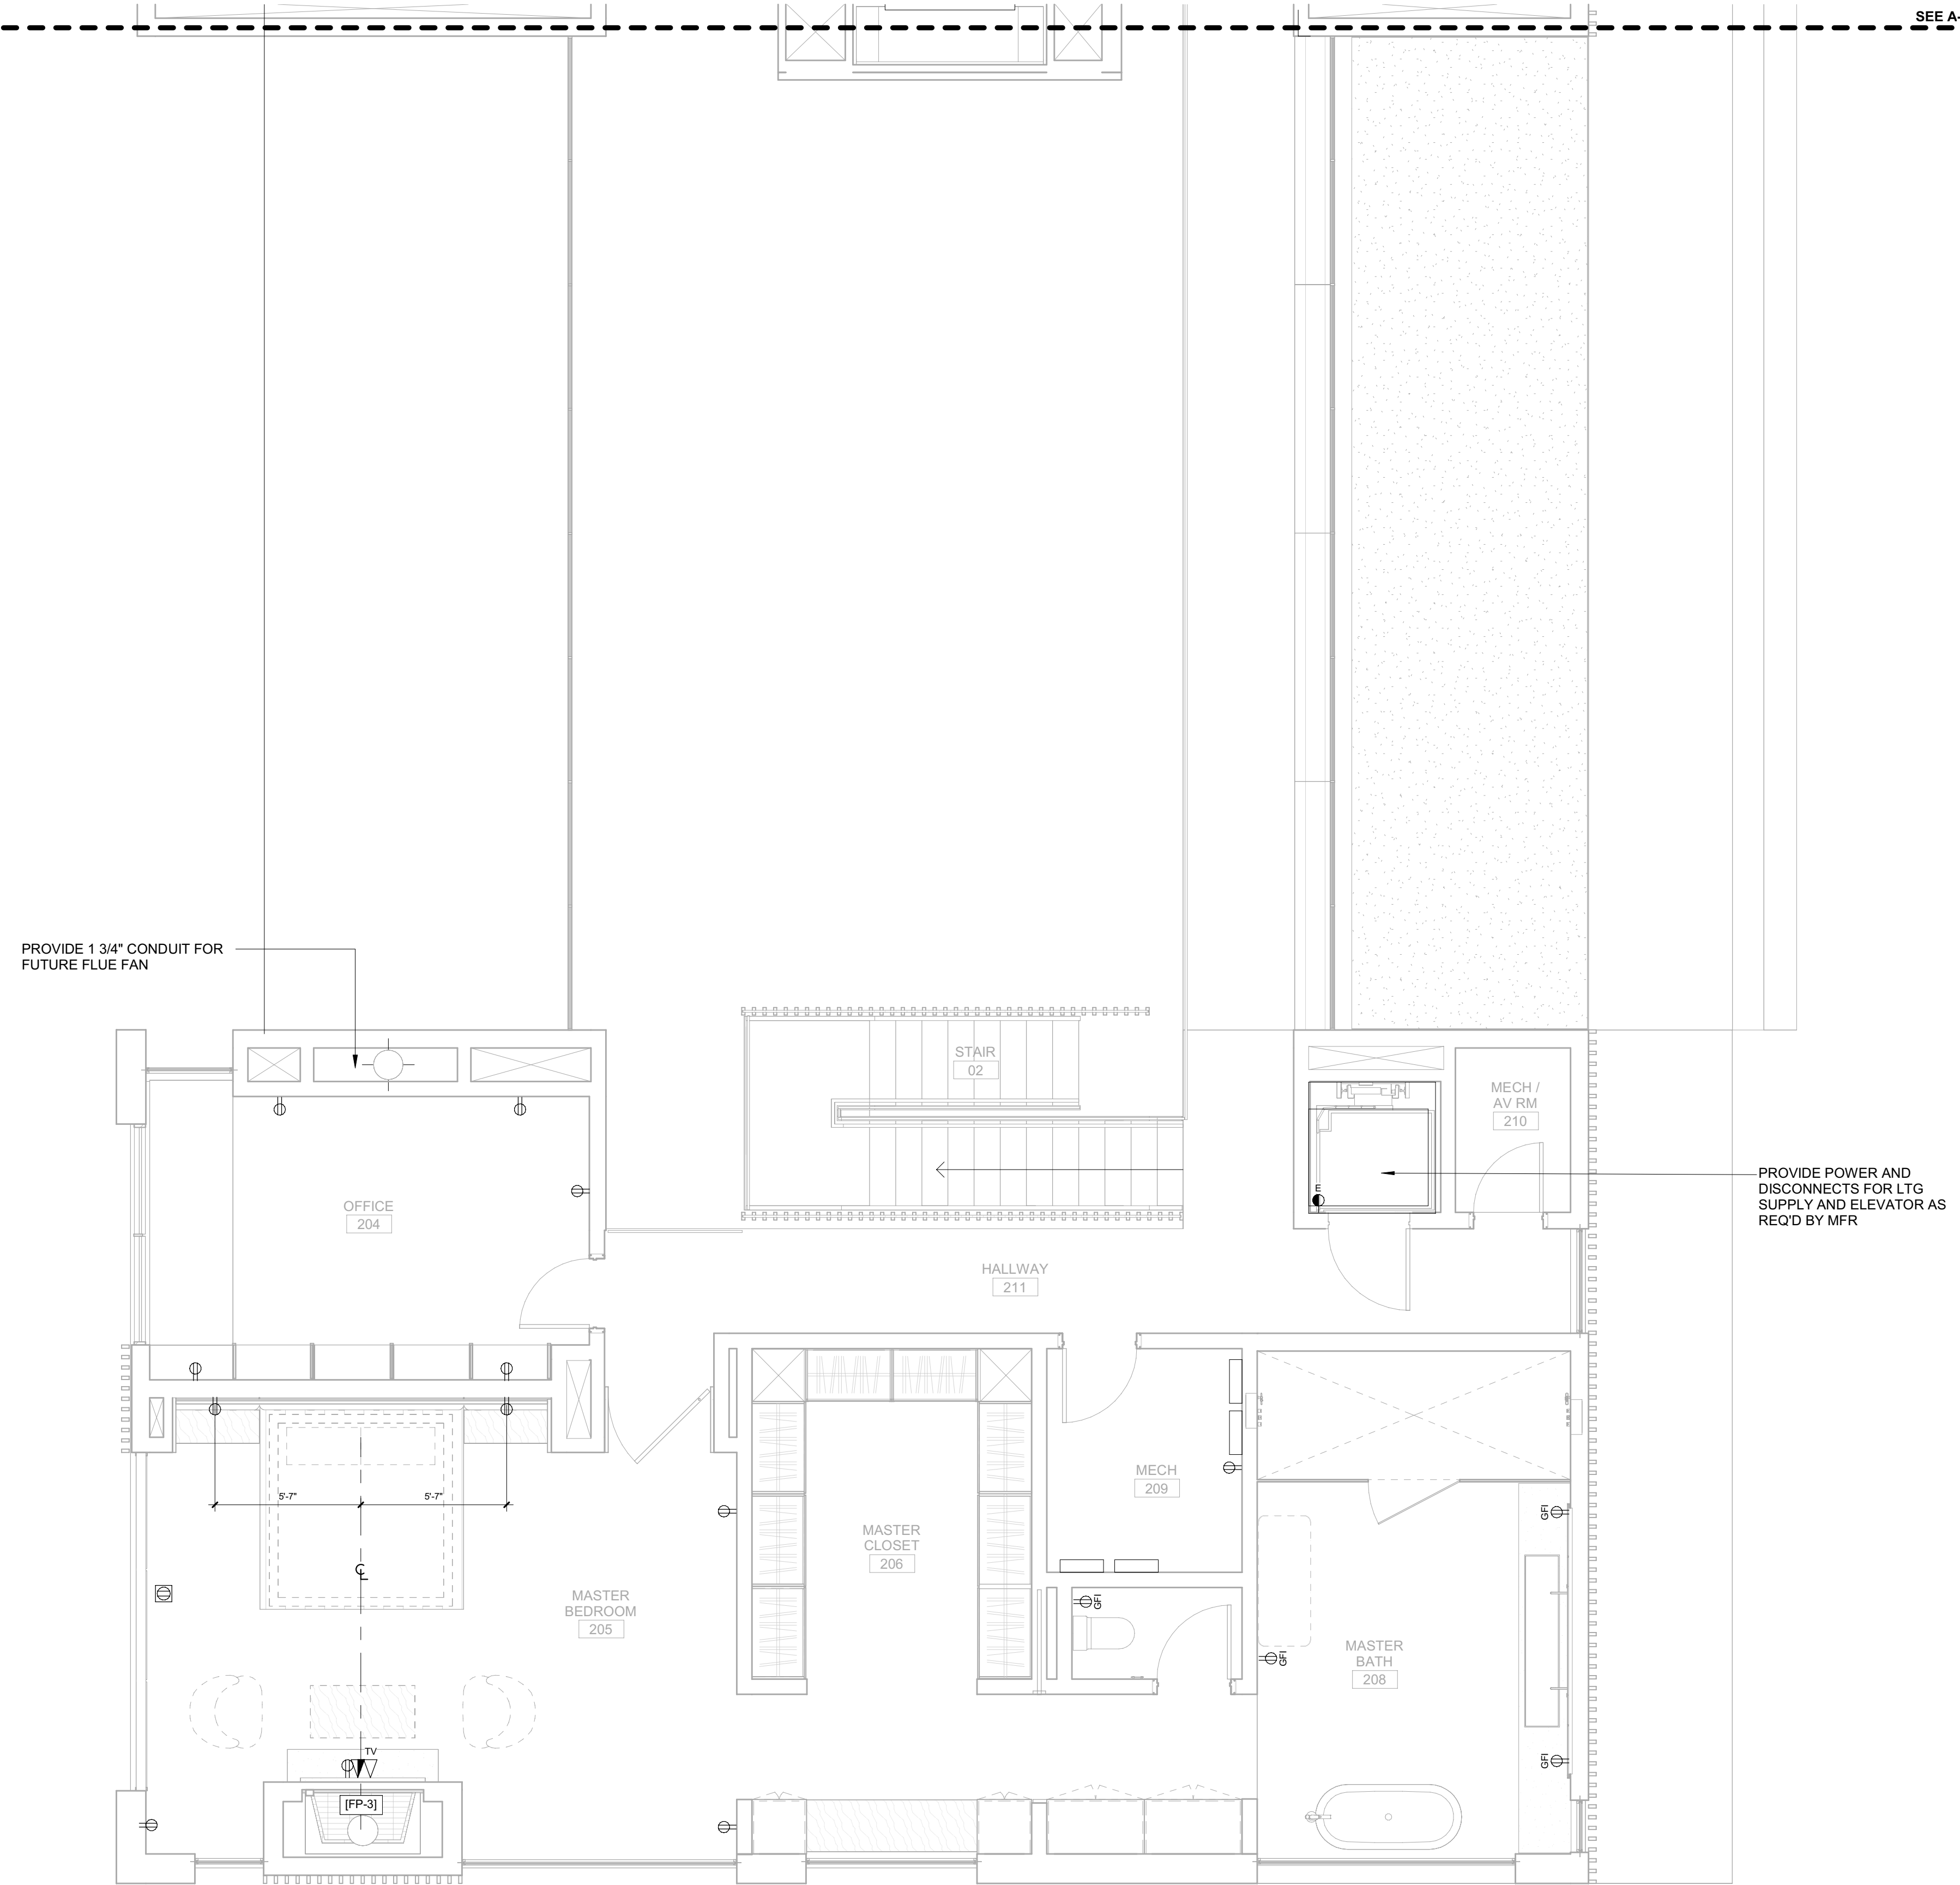 SEE A-
PROVIDE 1 3/4" CONDUIT FOR
FUTURE FLUE FAN
STAIR
02
MECH /
AV RM
210
E
PROVIDE POWER AND
DISCONNECTS FOR LTG
SUPPLY AND ELEVATOR AS
REQ'D BY MFR
OFFICE
204
HALLWAY
211
5'-7"
5'-7"
MECH
209
MASTER
CLOSET
206
GFI
MASTER
BEDROOM
205
GFI
GFI
MASTER
BATH
208
TV
GFI
[FP-3]